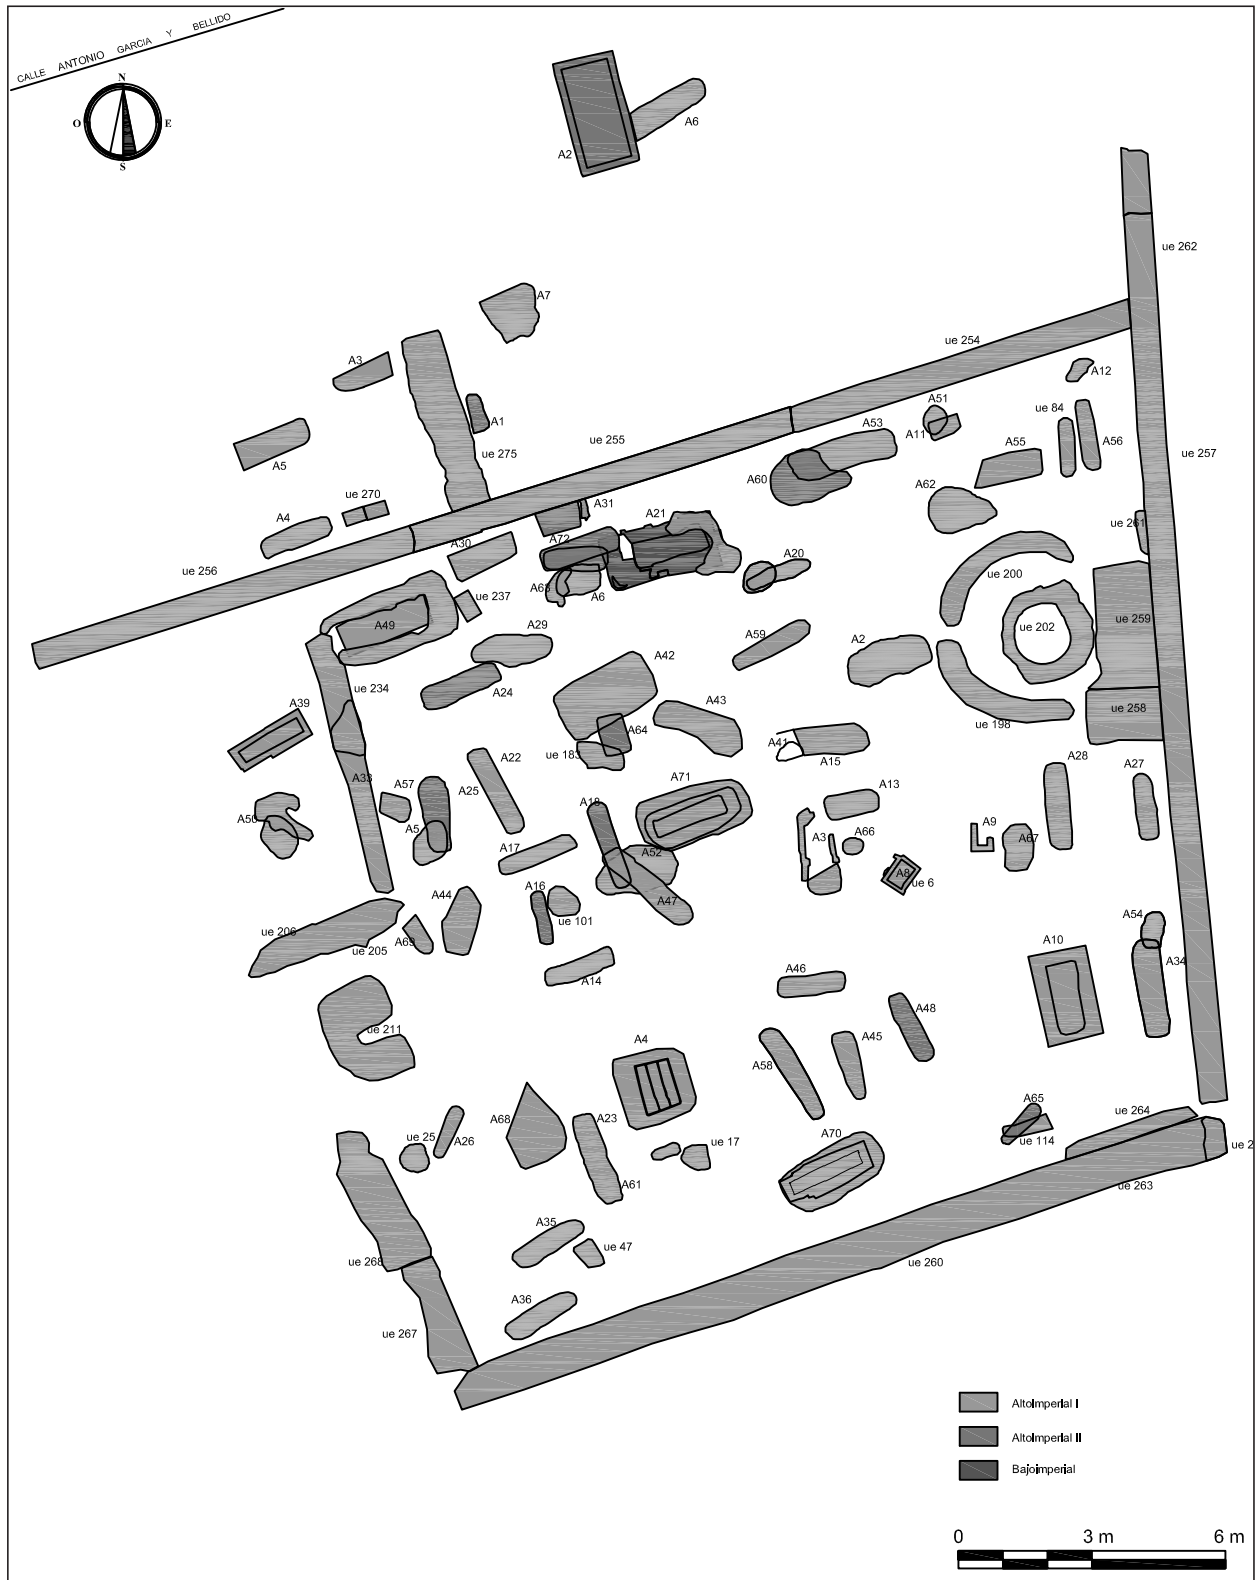 CALLE ANTONIO GARCIA Y BELLIDO
N
O E
S
A6
A2
ue 262
A7
ue 254
A3
A12
A51
A1
ue 84
A53
A11
ue 255
A56
A55
ue 275
ue 257
A5
A60
A62
ue 270
A31
A21
A4
ue 261
A72
A30
A20
ue 256
ue 200
A63
A6
ue 237
ue 259
A49
ue 202
A29
A59
A2
A42
ue 234
A24
A43
A39
ue 258
A64
ue 198
A41
ue 183
A22
A15
A28
A27
A33
A57
A71
A25
A13
A18
A50
A5
A3
A66
A9
A17
A52
A67
A8
ue 6
A44
A16
A47
ue 101
A54
ue 206
A69
A10
ue 205
A34
A46
A14
A48
ue 211
A4
A45
A58
A65
A68
A23
ue 264
ue 25
A26
A70
ue 114
ue 17
ue 2
A61
ue 263
A35
ue 47
ue 268
ue 260
A36
ue 267
AltoImperial I
AltoImperial II
Bajoimperial
0 3 m 6 m